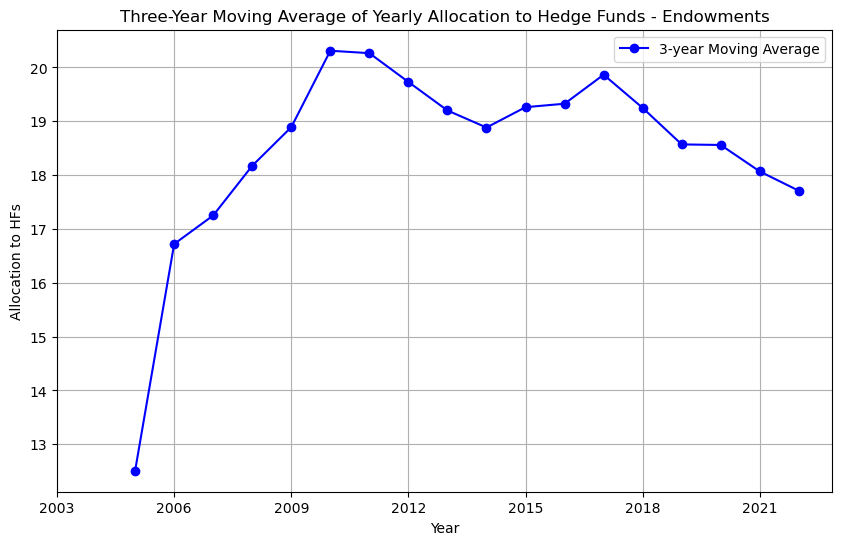 Three-Year Moving Average of Yearly Allocation to Hedge Funds - Endowments
3-year Moving Average
Allocation to HFs
20
19
18
17
16
15
14
13
2003 2006 2009 2012 2015 2018 2021
Year